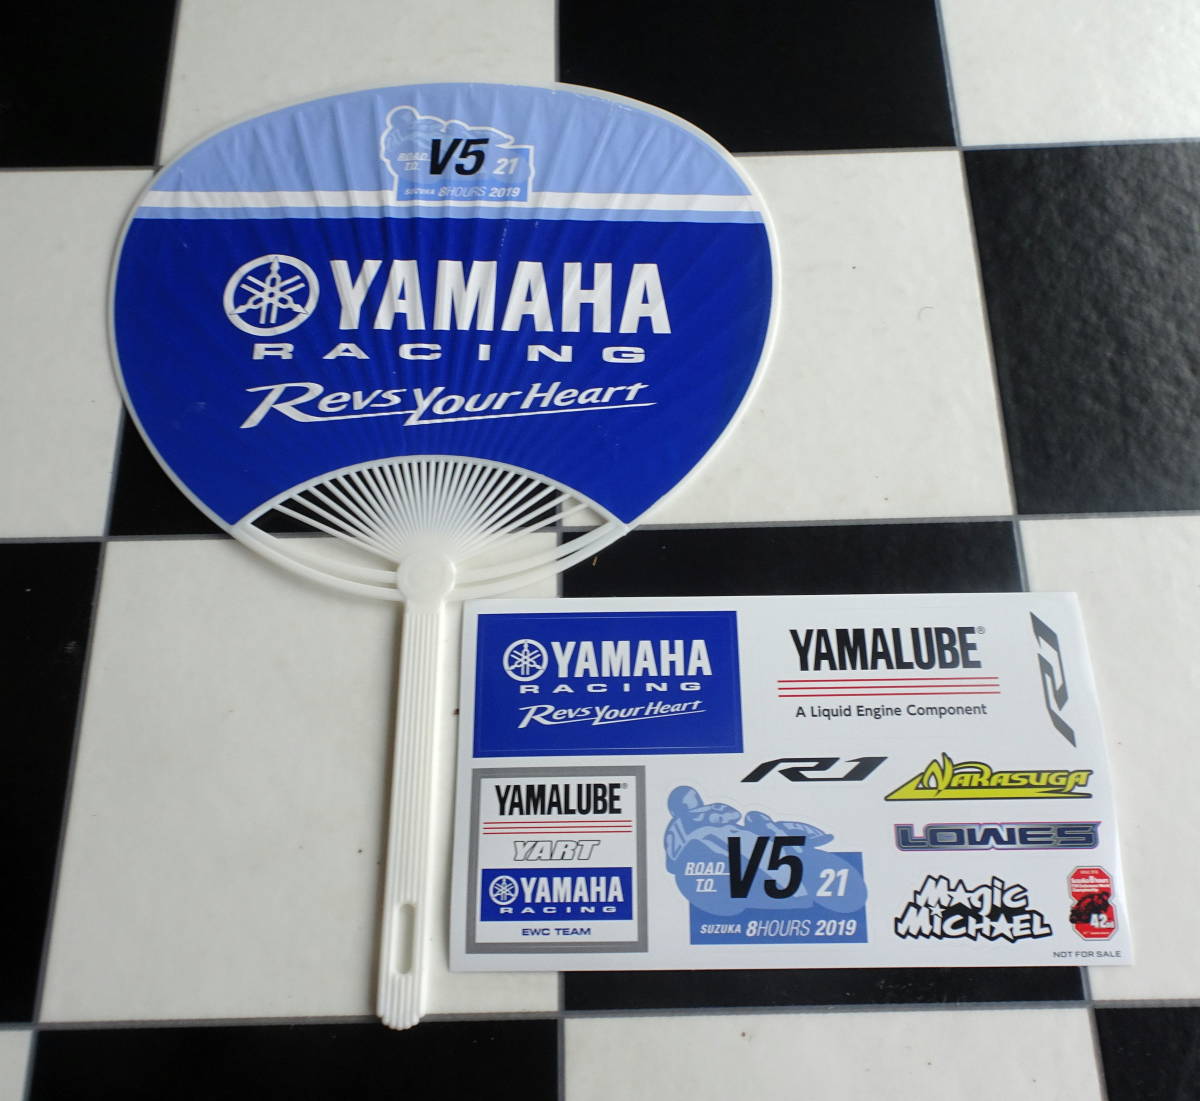 ROAD
TO
V5
21
SUZUKA 8HOURS 2019
YAMAHA
RACING
Revs Your Heart
YAMAHA
RACING
Revs Your Heart
YAMALUBE®
A Liquid Engine Component
R1
R1
NAKASUGA
LOWES
MAGIC
MICHAEL
42nd
NOT FOR SALE
YAMALUBE®
YART
YAMAHA
RACING
EWC TEAM
ROAD
TO
V5
21
SUZUKA 8HOURS 2019